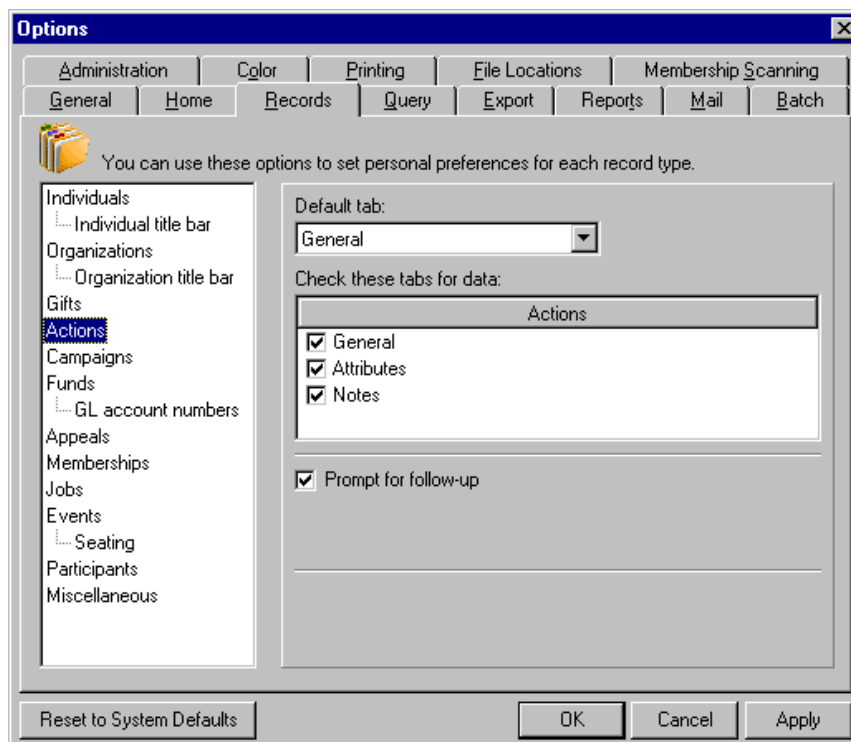 Options
Administration Color Printing File Locations Membership Scanning
General Home Records Query Export Reports Mail Batch
You can use these options to set personal preferences for each record type.
Individuals
Individual title bar
Organizations
Organization title bar
Gifts
Actions
Campaigns
Funds
GL account numbers
Appeals
Memberships
Jobs
Events
Seating
Participants
Miscellaneous
Default tab:
General
Check these tabs for data:
Actions
General
Attributes
Notes
Prompt for follow-up
Reset to System Defaults OK Cancel Apply